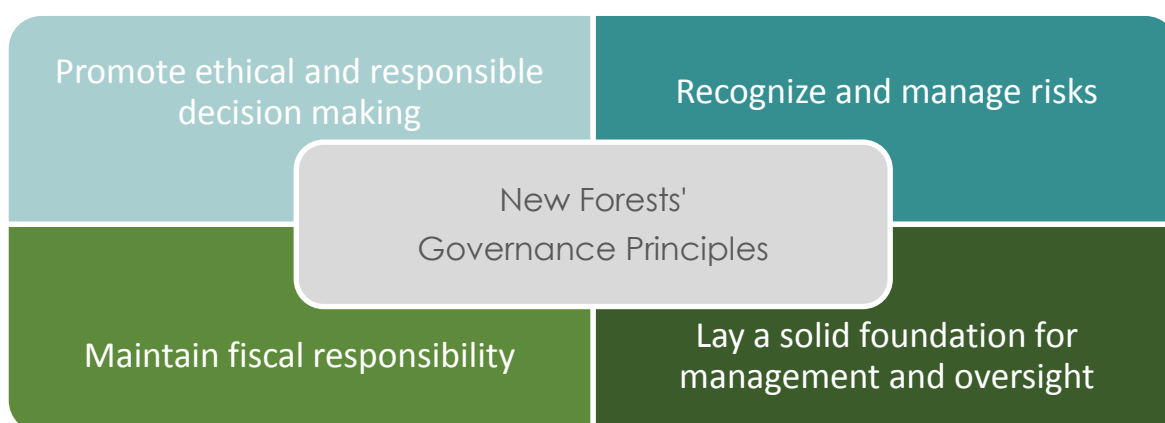 Promote ethical and responsible
decision making
Recognize and manage risks
New Forests'
Governance Principles
Maintain fiscal responsibility
Lay a solid foundation for
management and oversight